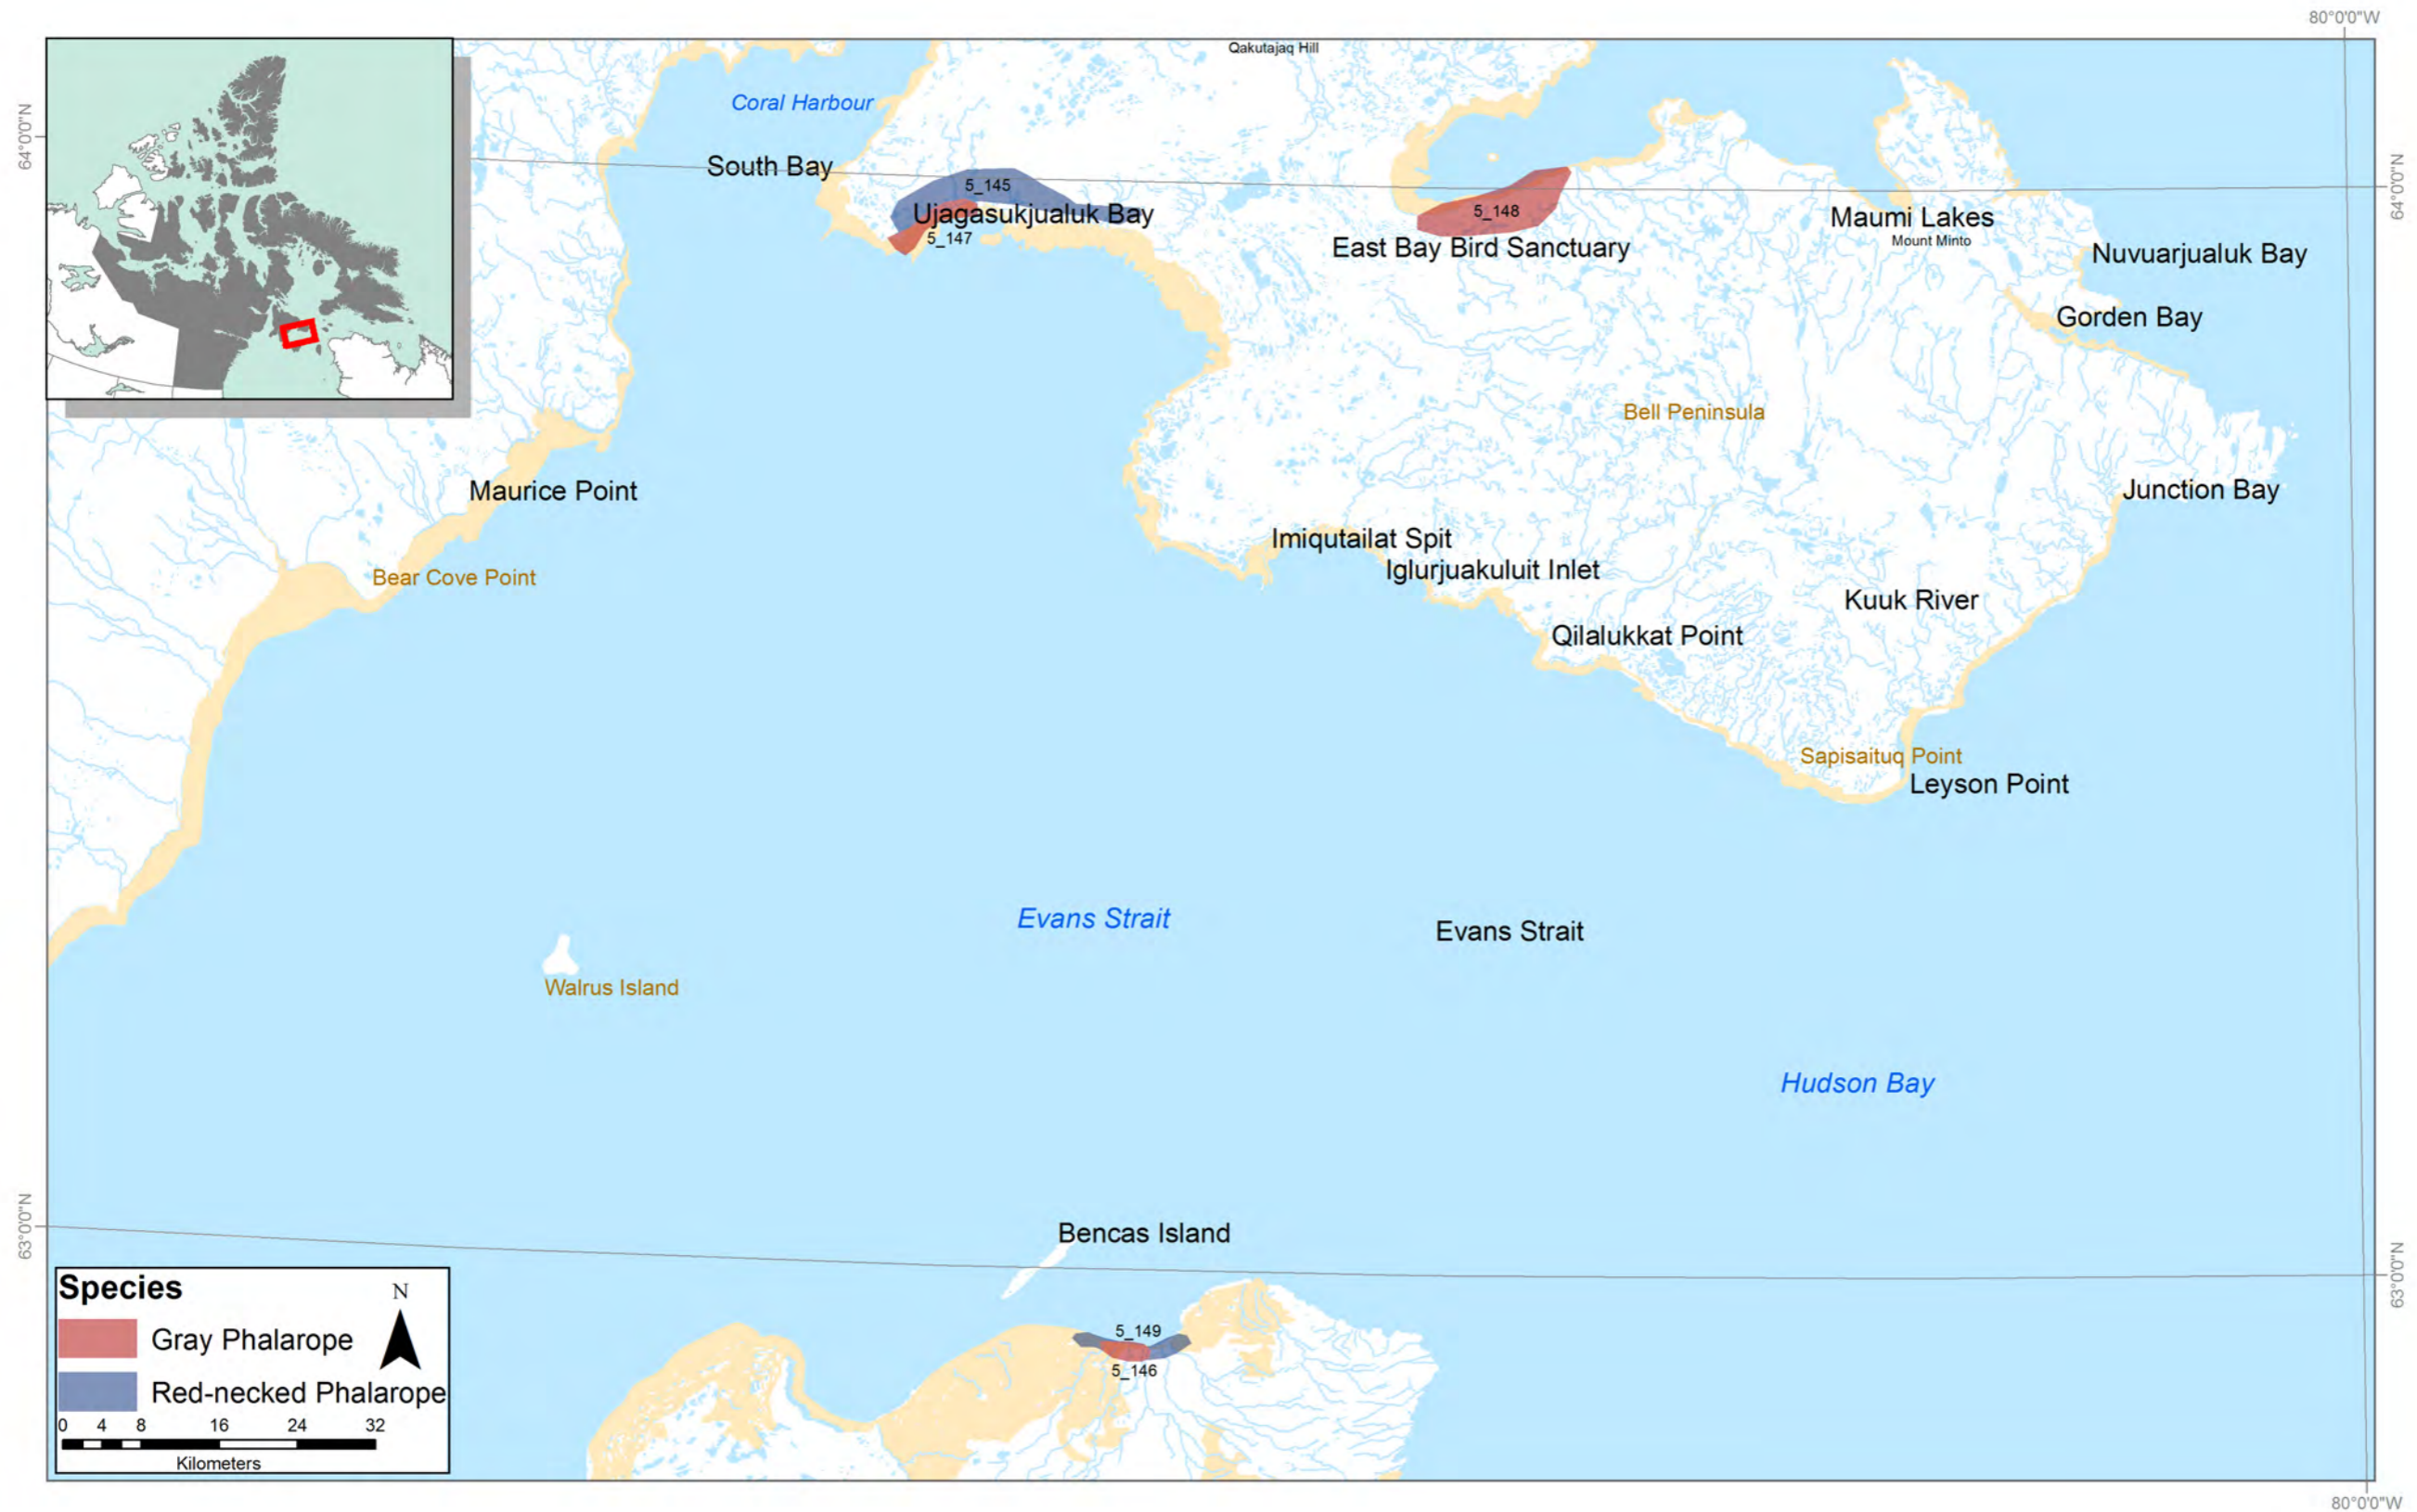 80°0'0"W
Qakutajaq Hill
64°0'0"N
Coral Harbour
South Bay
64°0'0"N
5_145
Ujagasukjualuk Bay
5_147
5_148
East Bay Bird Sanctuary
Maumi Lakes
Mount Minto
Nuvuarjualuk Bay
Gorden Bay
Bell Peninsula
Maurice Point
Junction Bay
Imiqutailat Spit
Iglurjuakuluit Inlet
Bear Cove Point
Kuuk River
Qilalukkat Point
Sapisaituq Point
Leyson Point
Evans Strait
Evans Strait
Walrus Island
Hudson Bay
63°0'0"N
Bencas Island
63°0'0"N
5_149
5_146
Species
N
Gray Phalarope
Red-necked Phalarope
0 4 8 16 24 32
Kilometers
80°0'0"W